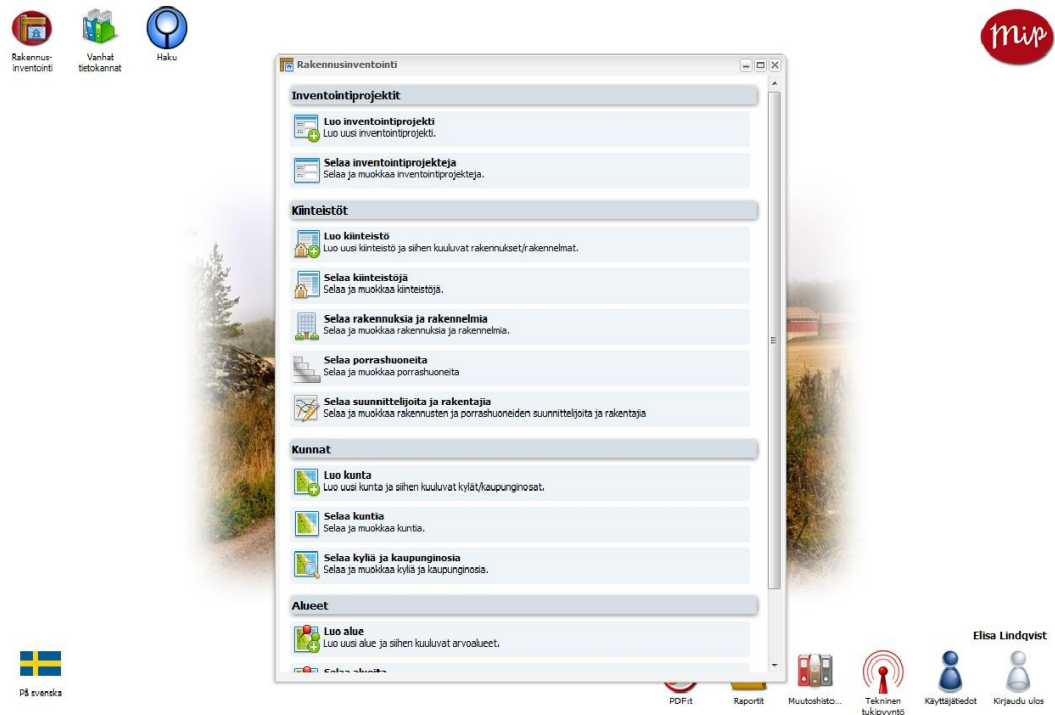 Rakennus-
inventointi
Vanhat
tietokannat
Haku
mip
Rakennusinventointi
Inventointiprojektit
Luo inventointiprojekti
Luo uusi inventointiprojekti.
Selaa inventointiprojekteja
Selaa ja muokkaa inventointiprojekteja.
Kiinteistöt
Luo kiinteistö
Luo uusi kiinteistö ja siihen kuuluvat rakennukset/rakennelmat.
Selaa kiinteistöjä
Selaa ja muokkaa kiinteistöjä.
Selaa rakennuksia ja rakennelmia
Selaa ja muokkaa rakennuksia ja rakennelmia.
Selaa porrashuoneita
Selaa ja muokkaa porrashuoneita
Selaa suunnittelijoita ja rakentajia
Selaa ja muokkaa rakennusten ja porrashuoneiden suunnittelijoita ja rakentajia
Kunnat
Luo kunta
Luo uusi kunta ja siihen kuuluvat kylät/kaupunginosat.
Selaa kuntia
Selaa ja muokkaa kuntia.
Selaa kyliä ja kaupunginosia
Selaa ja muokkaa kyliä ja kaupunginosia.
Alueet
Luo alue
Luo uusi alue ja siihen kuuluvat arvoalueet.
Selaa alueita
Elisa Lindqvist
På svenska
PDF:t
Raportit
Muutoshisto...
Tekninen
tukipyyntö
Käyttäjätiedot
Kirjaudu ulos